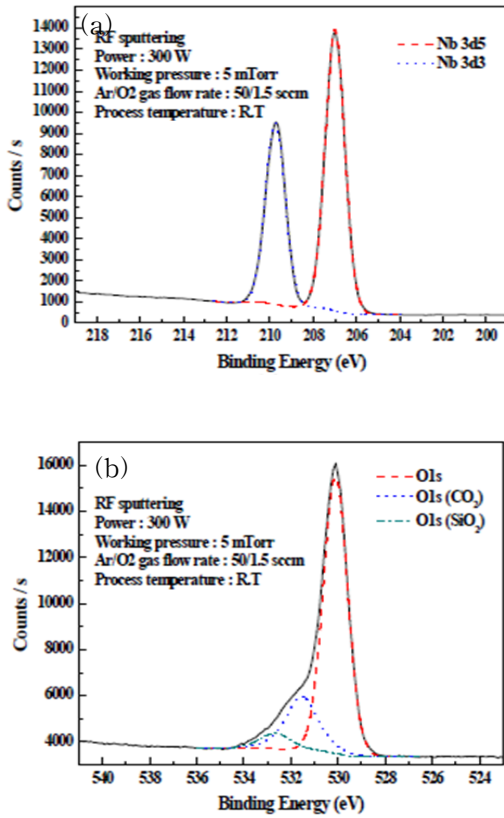 (a)
RF sputtering
Power : 300 W
Working pressure : 5 mTorr
Ar/O2 gas flow rate : 50/1.5 sccm
Process temperature : R.T
Nb 3d5
Nb 3d3
14000
13000
12000
11000
10000
9000
8000
7000
6000
5000
4000
3000
2000
1000
0
Counts / s
218 216 214 212 210 208 206 204 202 200
Binding Energy (eV)
(b)
RF sputtering
Power : 300 W
Working pressure : 5 mTorr
Ar/O2 gas flow rate : 50/1.5 sccm
Process temperature : R.T
O1s
O1s (CO₂)
O1s (SiO₂)
16000
14000
12000
10000
8000
6000
4000
Counts / s
540 538 536 534 532 530 528 526 524
Binding Energy (eV)